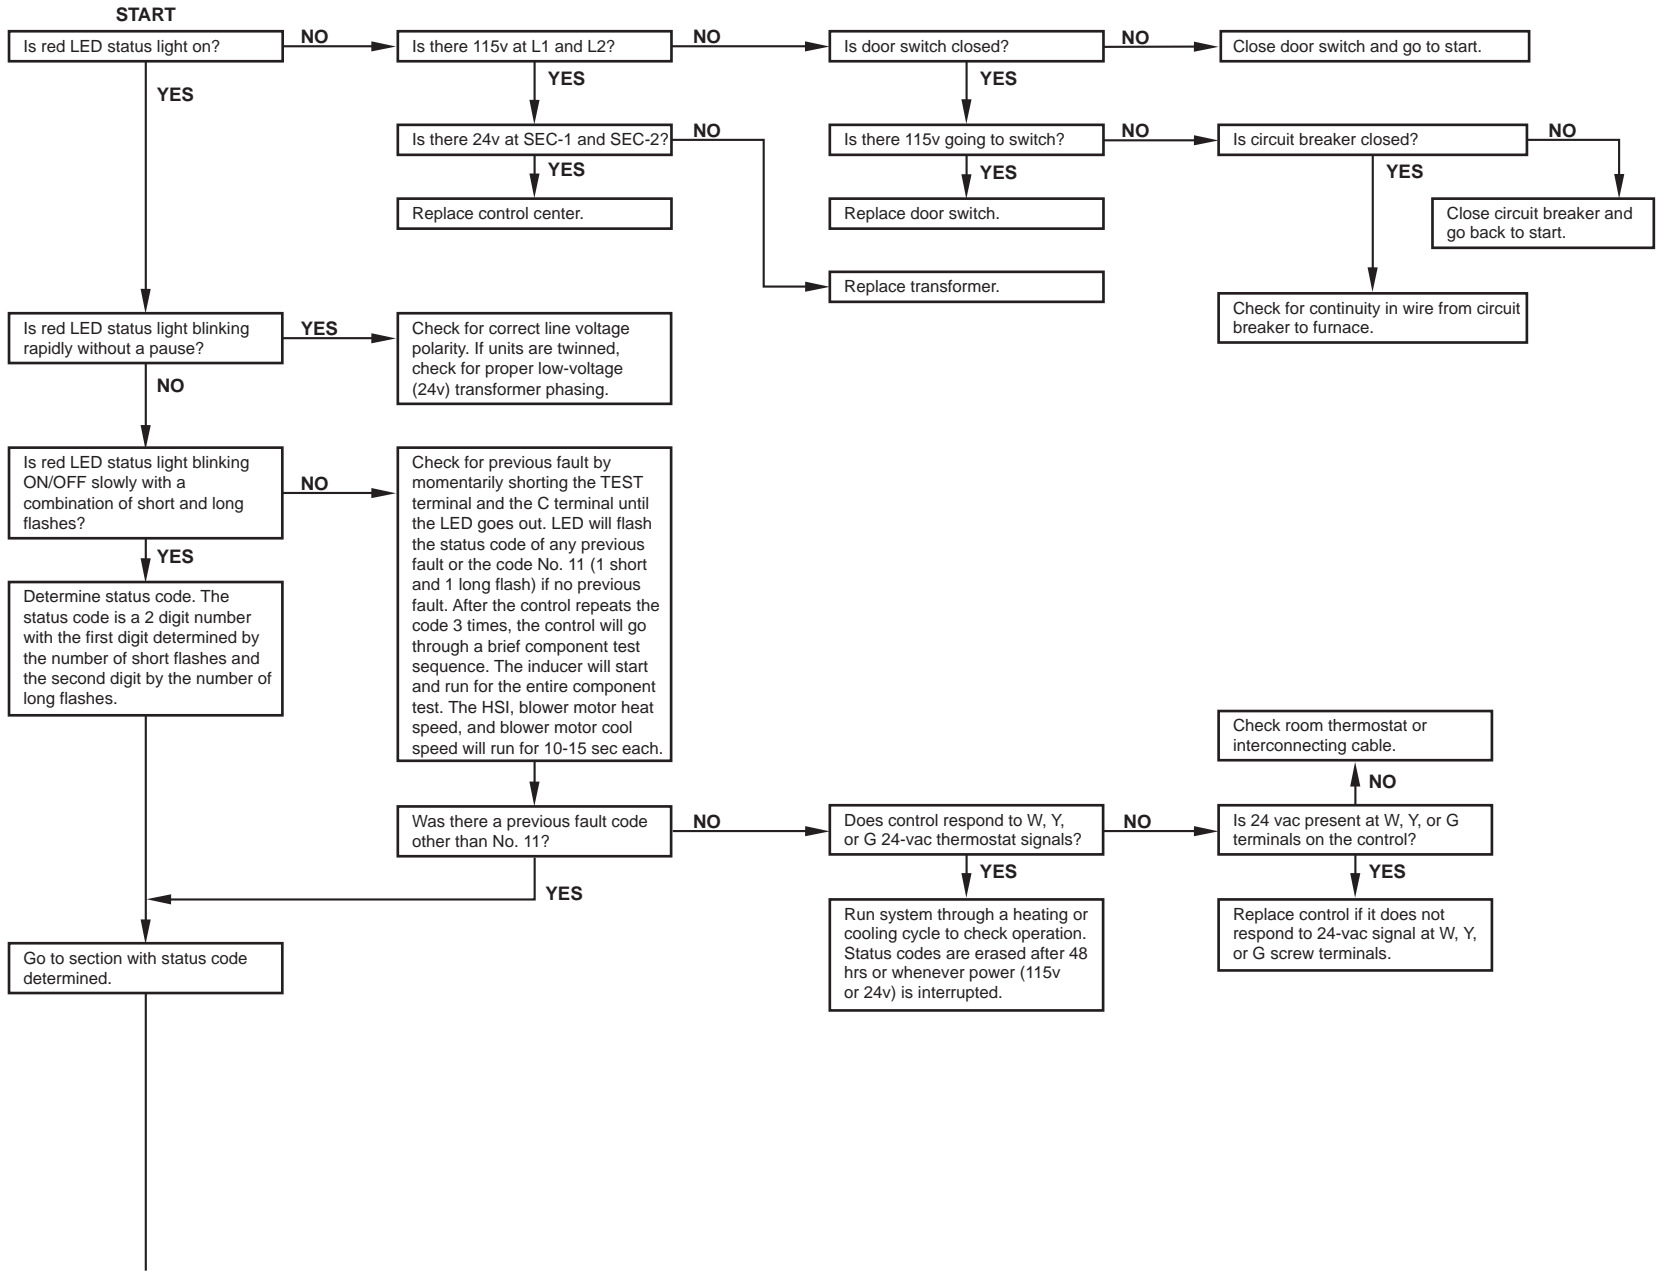 START
Is red LED status light on?
NO
Is there 115v at L1 and L2?
NO
Is door switch closed?
NO
Close door switch and go to start.
YES
YES
YES
Is there 24v at SEC-1 and SEC-2?
NO
Is there 115v going to switch?
NO
Is circuit breaker closed?
NO
YES
YES
YES
Replace control center.
Replace door switch.
Close circuit breaker and
go back to start.
Replace transformer.
Check for continuity in wire from circuit
breaker to furnace.
Is red LED status light blinking
rapidly without a pause?
YES
Check for correct line voltage
polarity. If units are twinned,
check for proper low-voltage
(24v) transformer phasing.
NO
Is red LED status light blinking
ON/OFF slowly with a
combination of short and long
flashes?
NO
Check for previous fault by
momentarily shorting the TEST
terminal and the C terminal until
the LED goes out. LED will flash
the status code of any previous
fault or the code No. 11 (1 short
and 1 long flash) if no previous
fault. After the control repeats the
code 3 times, the control will go
through a brief component test
sequence. The inducer will start
and run for the entire component
test. The HSI, blower motor heat
speed, and blower motor cool
speed will run for 10-15 sec each.
YES
Determine status code. The
status code is a 2 digit number
with the first digit determined by
the number of short flashes and
the second digit by the number of
long flashes.
Check room thermostat or
interconnecting cable.
NO
Was there a previous fault code
other than No. 11?
NO
Does control respond to W, Y,
or G 24-vac thermostat signals?
NO
Is 24 vac present at W, Y, or G
terminals on the control?
YES
YES
YES
Run system through a heating or
cooling cycle to check operation.
Status codes are erased after 48
hrs or whenever power (115v
or 24v) is interrupted.
Replace control if it does not
respond to 24-vac signal at W, Y,
or G screw terminals.
Go to section with status code
determined.